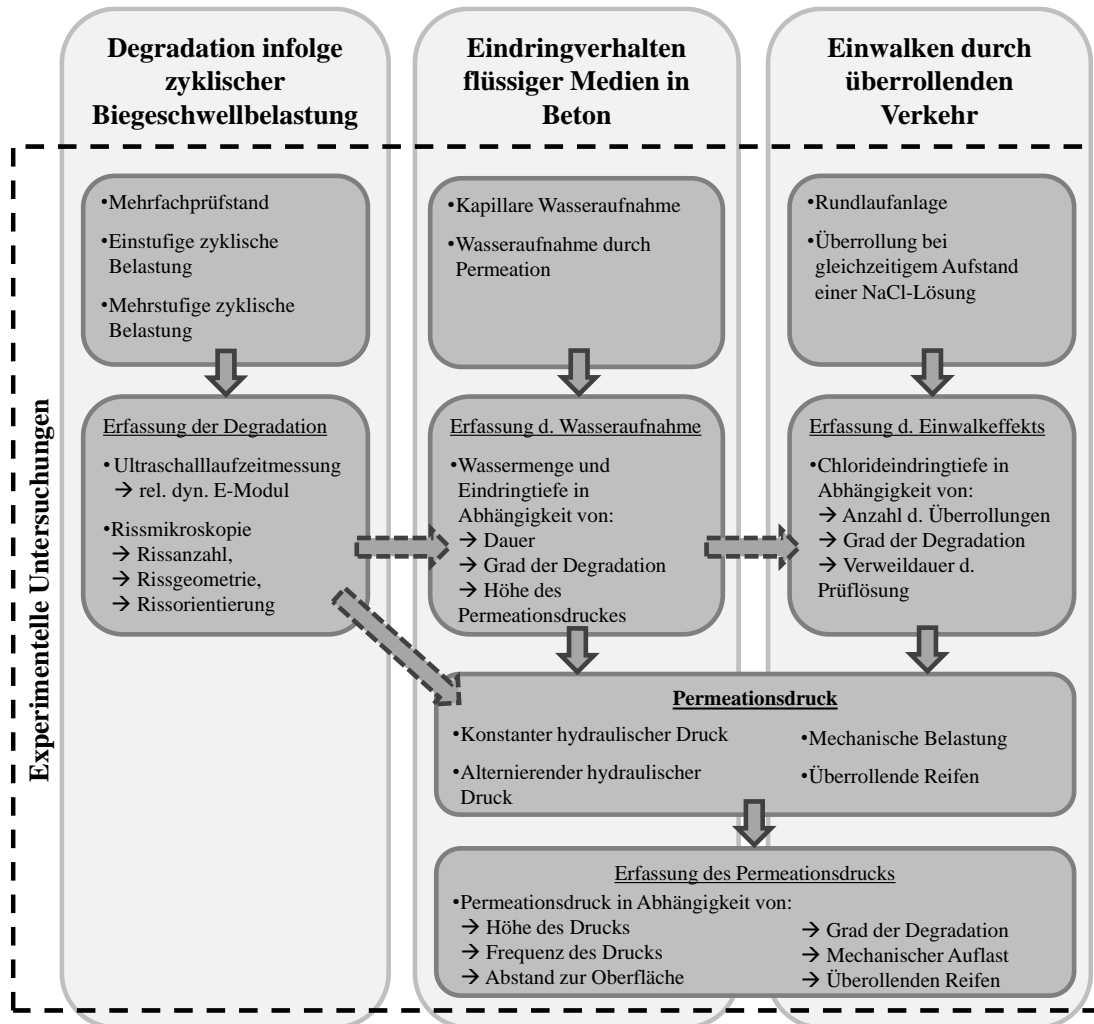 Degradation infolge
zyklischer
Biegeschwellbelastung
Eindringverhalten
flüssiger Medien in
Beton
Einwalken durch
überrollenden
Verkehr
Experimentelle Untersuchungen
•Mehrfachprüfstand
•Einstufige zyklische
Belastung
•Mehrstufige zyklische
Belastung
•Kapillare Wasseraufnahme
•Wasseraufnahme durch
Permeation
•Rundlaufanlage
•Überrollung bei
gleichzeitigem Aufstand
einer NaCl-Lösung
Erfassung der Degradation
•Ultraschalllaufzeitmessung
→ rel. dyn. E-Modul
•Rissmikroskopie
→ Rissanzahl,
→ Rissgeometrie,
→ Rissorientierung
Erfassung d. Wasseraufnahme
•Wassermenge und
Eindringtiefe in
Abhängigkeit von:
→ Dauer
→ Grad der Degradation
→ Höhe des
Permeationsdruckes
Erfassung d. Einwalkeffekts
•Chlorideindringtiefe in
Abhängigkeit von:
→ Anzahl d. Überrollungen
→ Grad der Degradation
→ Verweildauer d.
Prüflösung
Permeationsdruck
•Konstanter hydraulischer Druck
•Alternierender hydraulischer
Druck
•Mechanische Belastung
•Überrollende Reifen
Erfassung des Permeationsdrucks
•Permeationsdruck in Abhängigkeit von:
→ Höhe des Drucks
→ Frequenz des Drucks
→ Abstand zur Oberfläche
→ Grad der Degradation
→ Mechanischer Auflast
→ Überollenden Reifen